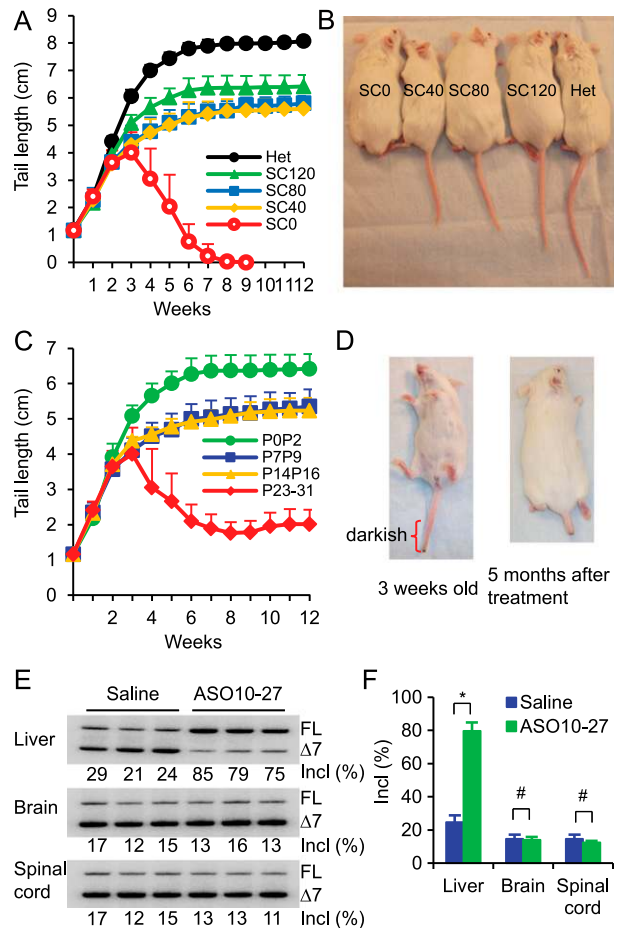 A
Tail length (cm)
9
8
7
6
5
4
3
2
1
0
1 2 3 4 5 6 7 8 9 10 11 12
Weeks
Het
SC120
SC80
SC40
SC0
B
SC0 SC40 SC80 SC120 Het
C
Tail length (cm)
7
6
5
4
3
2
1
0
2 4 6 8 10 12
Weeks
P0P2
P7P9
P14P16
P23-31
D
darkish
3 weeks old
5 months after
treatment
E
Saline ASO10-27
Liver
FL
Δ7
29 21 24 85 79 75 Incl (%)
Brain
FL
Δ7
17 12 15 13 16 13 Incl (%)
Spinal
cord
FL
Δ7
17 12 15 13 13 11 Incl (%)
F
Incl (%)
100
80
60
40
20
0
Saline
ASO10-27
*
#
#
Liver Brain Spinal
cord